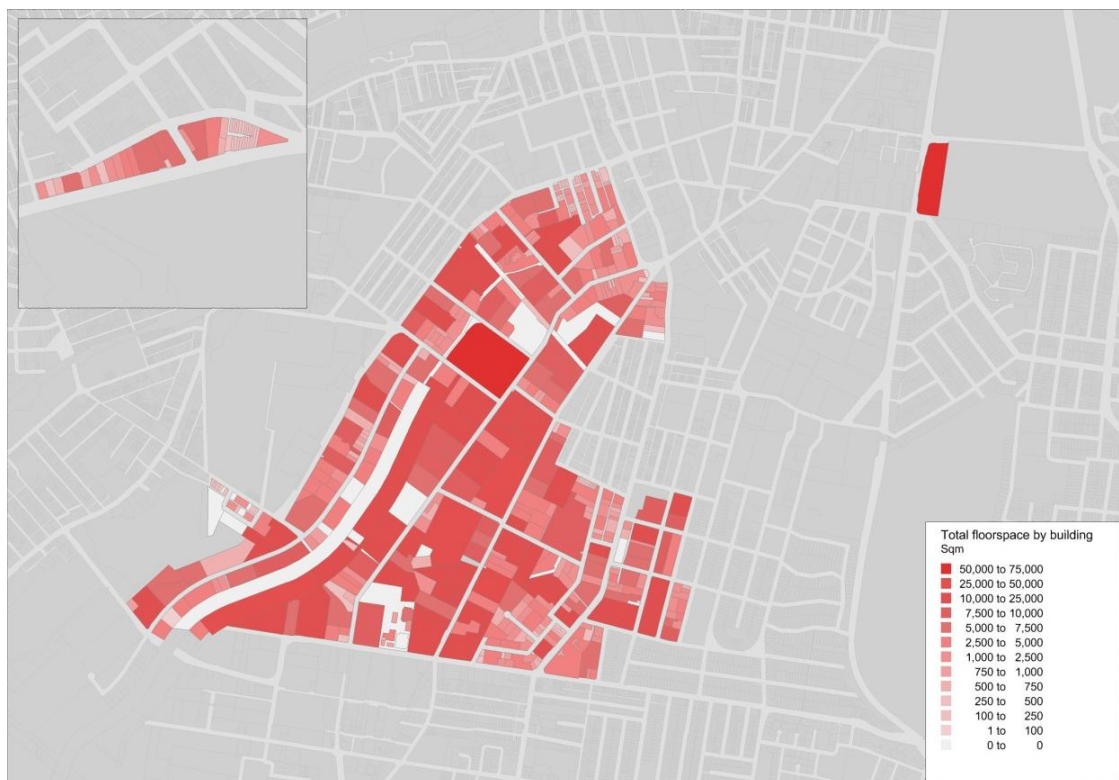 Total floorspace by building
Sqm
50,000 to 75,000
25,000 to 50,000
10,000 to 25,000
7,500 to 10,000
5,000 to 7,500
2,500 to 5,000
1,000 to 2,500
750 to 1,000
500 to 750
250 to 500
100 to 250
1 to 100
0 to 0